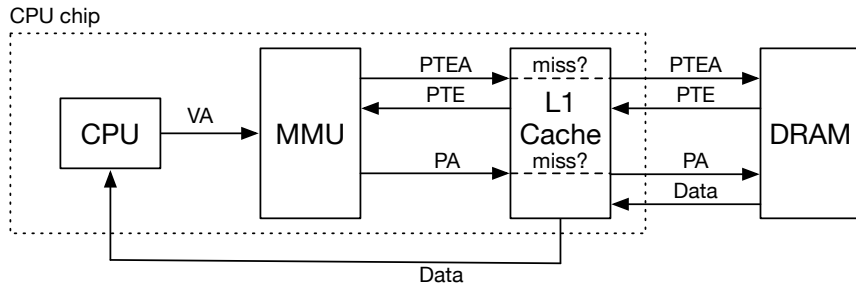 CPU chip
PTEA
miss?
PTEA
PTE
L1
PTE
CPU
VA
MMU
Cache
DRAM
PA
miss?
PA
Data
Data